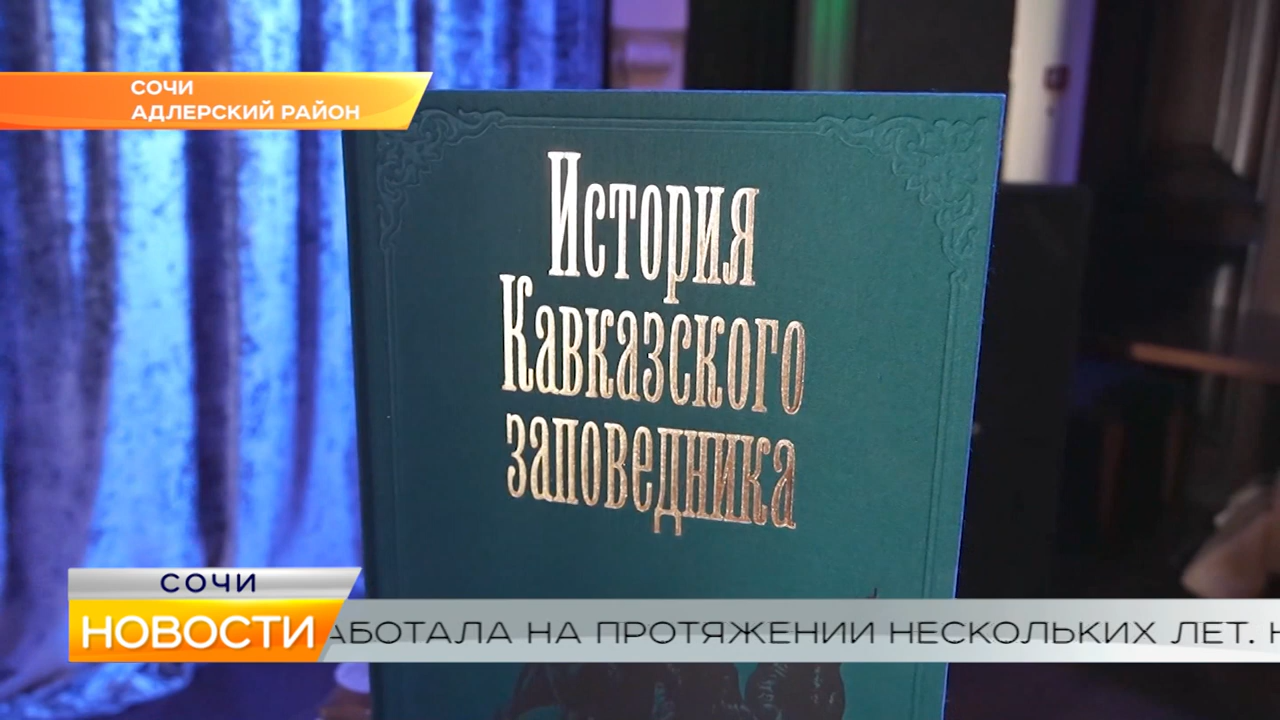 СОЧИ
АДЛЕРСКИЙ РАЙОН
История
Кавказского
заповедника
СОЧИ
НОВОСТИ
АБОТАЛА НА ПРОТЯЖЕНИИ НЕСКОЛЬКИХ ЛЕТ. Н